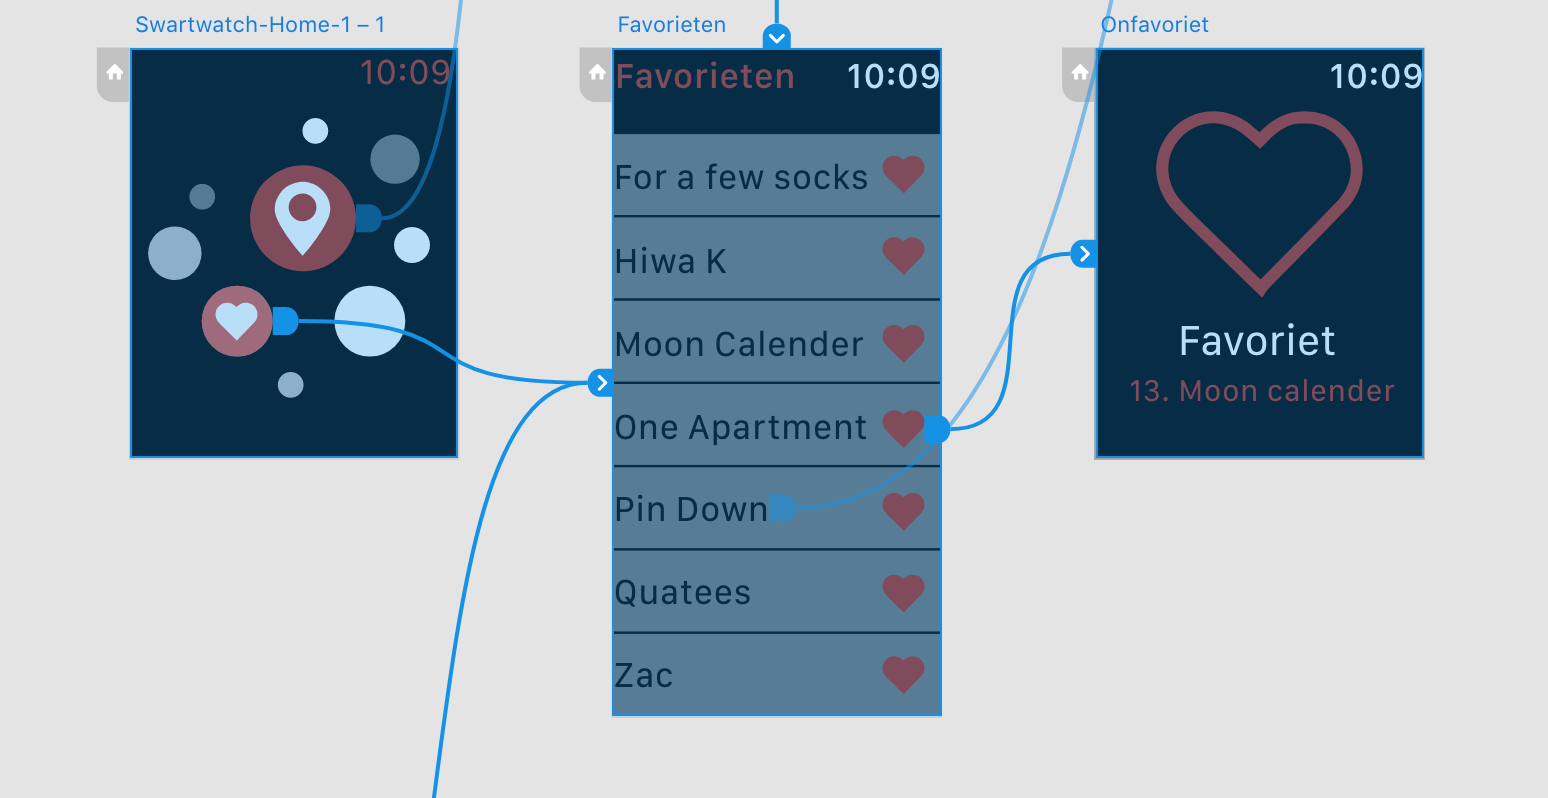 Swartwatch-Home-1 – 1
10:09
Favorieten
Favorieten 10:09
For a few socks
Hiwa K
Moon Calender
One Apartment
Pin Down
Quatees
Zac
Onfavoriet
10:09
Favoriet
13. Moon calender